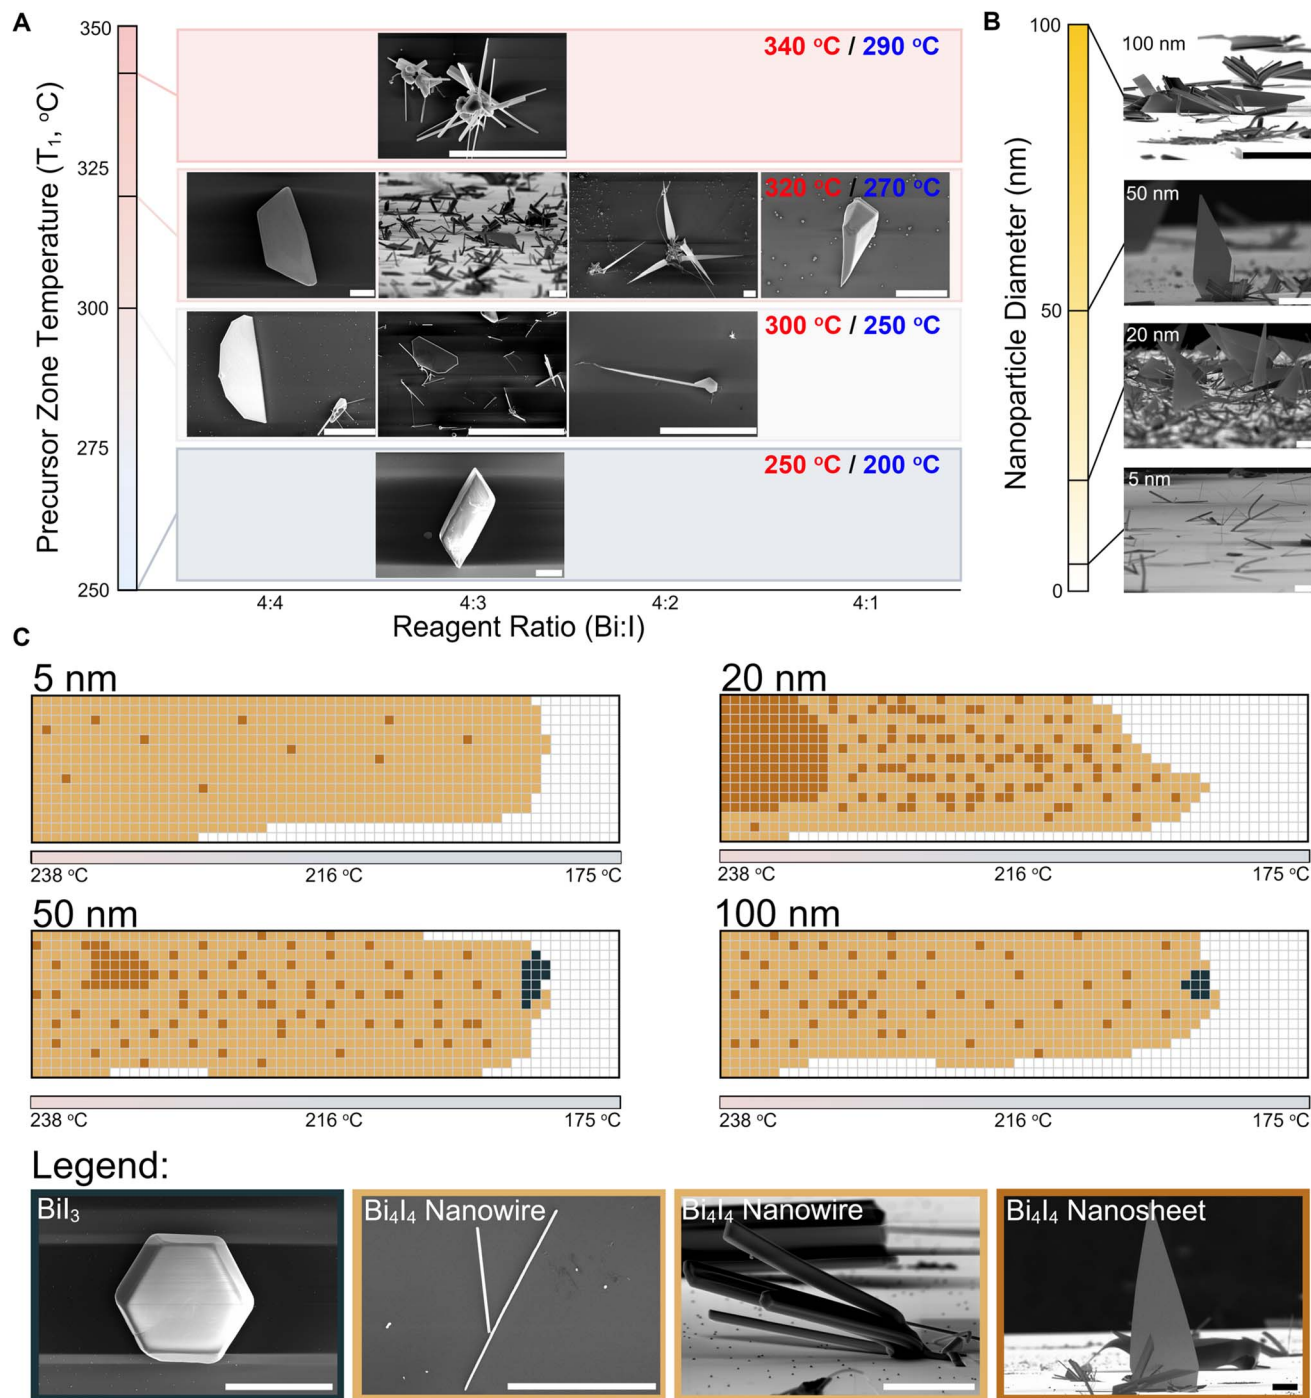 A
Precursor Zone Temperature (T₁, °C)
350
325
300
275
250
340 °C / 290 °C
320 °C / 270 °C
300 °C / 250 °C
250 °C / 200 °C
4:4
4:3
4:2
4:1
Reagent Ratio (Bi:I)
B
Nanoparticle Diameter (nm)
100
50
0
100 nm
50 nm
20 nm
5 nm
C
5 nm
238 °C
216 °C
175 °C
20 nm
238 °C
216 °C
175 °C
50 nm
238 °C
216 °C
175 °C
100 nm
238 °C
216 °C
175 °C
Legend:
BiI₃
Bi₄I₄ Nanowire
Bi₄I₄ Nanowire
Bi₄I₄ Nanosheet